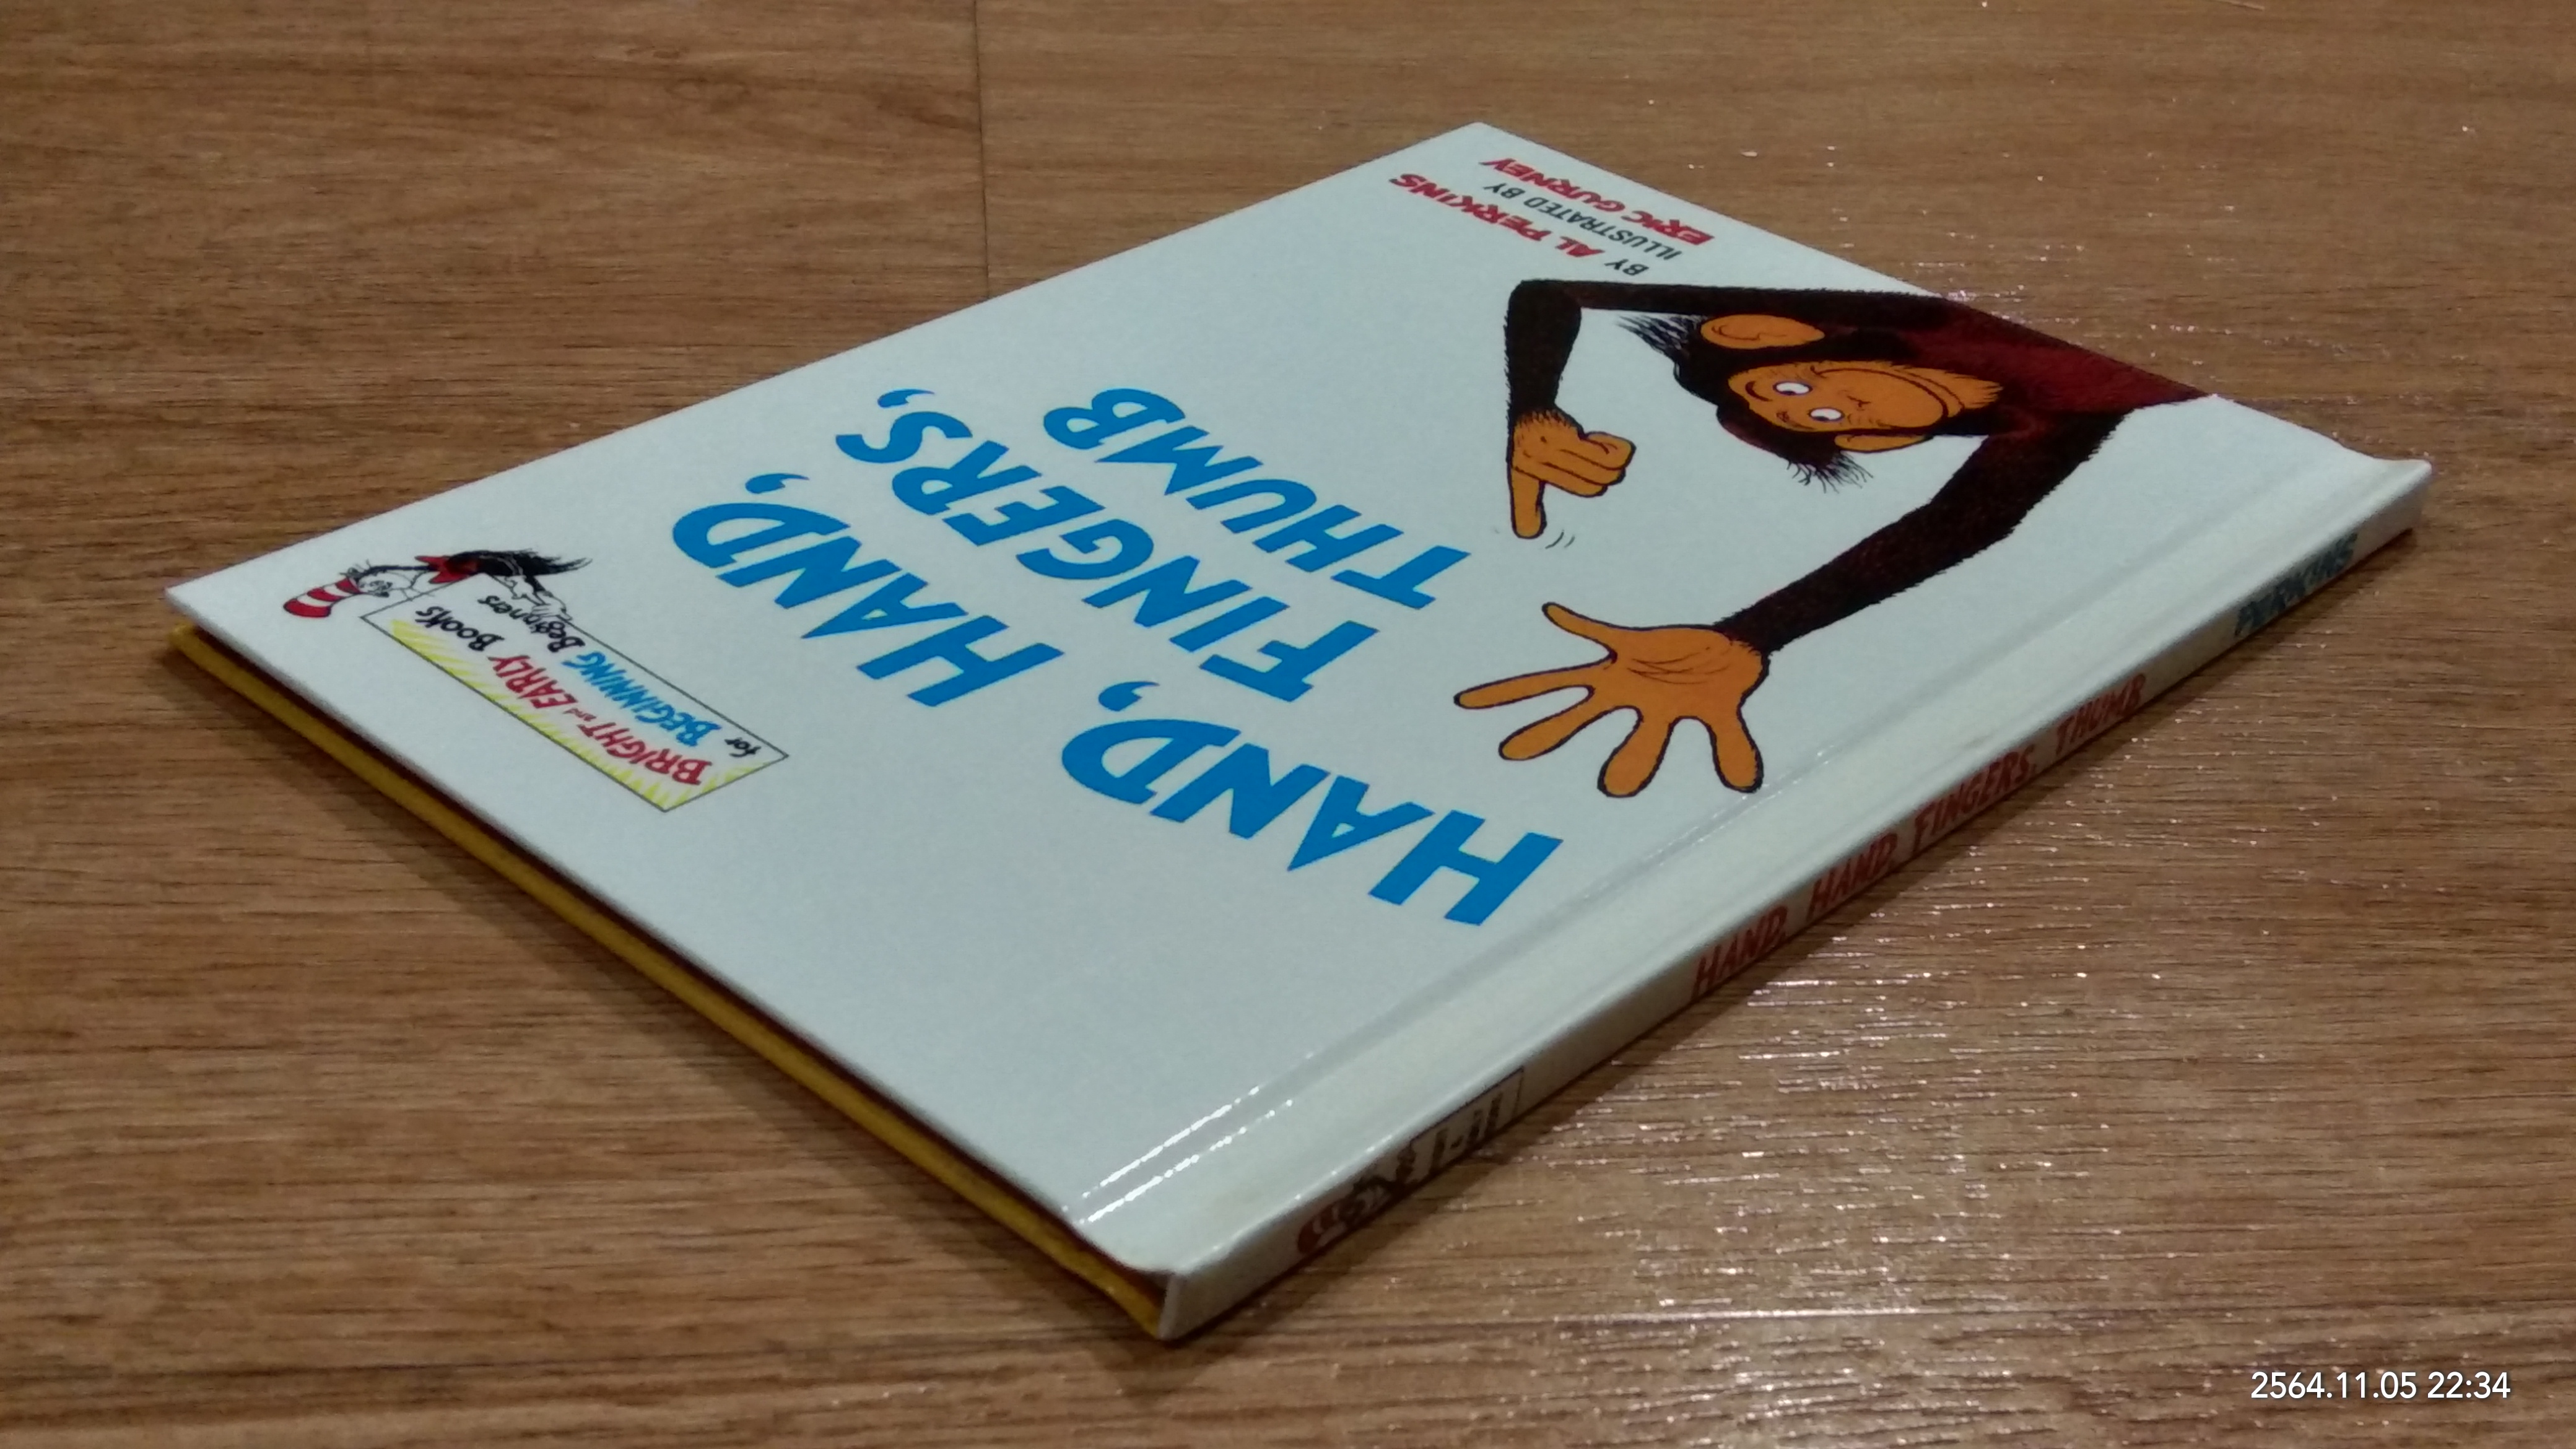 BRIGHT and EARLY Books
for BEGINNING Beginners
HAND, HAND,
FINGERS,
THUMB
BY AL PERKINS
ILLUSTRATED BY
ERIC GURNEY
HAND, HAND, FINGERS, THUMB
PERKINS
2564.11.05 22:34